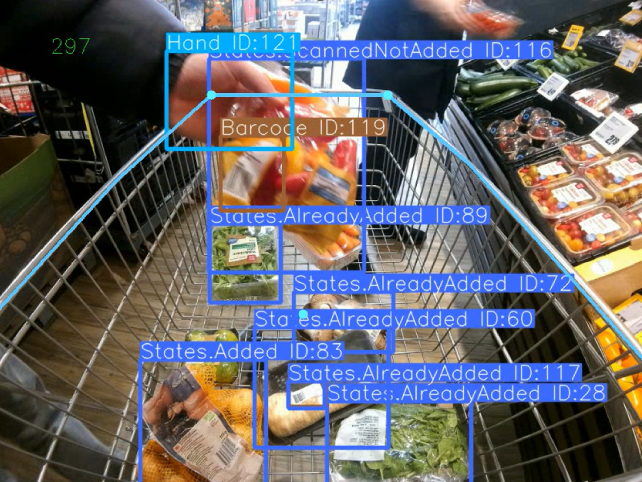 297
Hand ID:121
States.ScannedNotAdded ID:116
Barcode ID:119
States.AlreadyAdded ID:89
States.AlreadyAdded ID:72
States.AlreadyAdded ID:60
States.Added ID:83
States.AlreadyAdded ID:117
States.AlreadyAdded ID:28